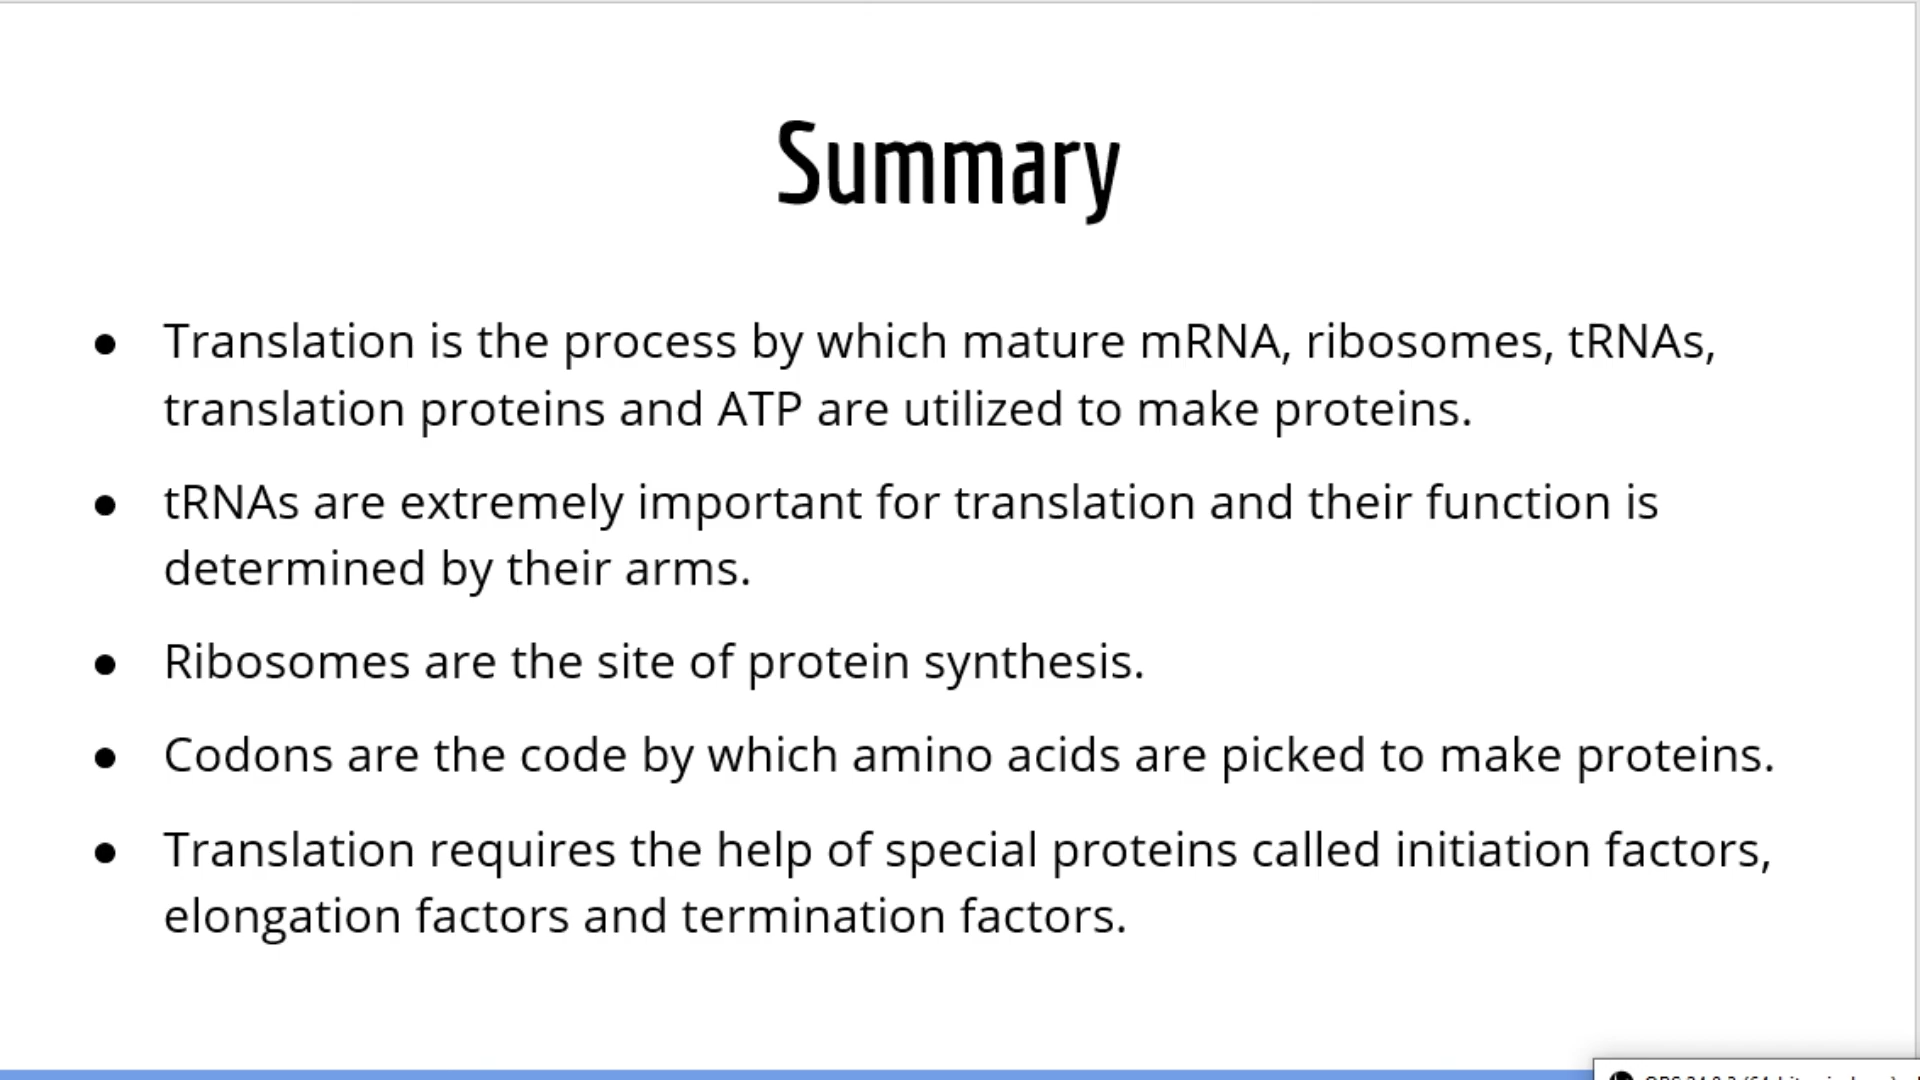 Summary
● Translation is the process by which mature mRNA, ribosomes, tRNAs,
translation proteins and ATP are utilized to make proteins.
● tRNAs are extremely important for translation and their function is
determined by their arms.
● Ribosomes are the site of protein synthesis.
● Codons are the code by which amino acids are picked to make proteins.
● Translation requires the help of special proteins called initiation factors,
elongation factors and termination factors.